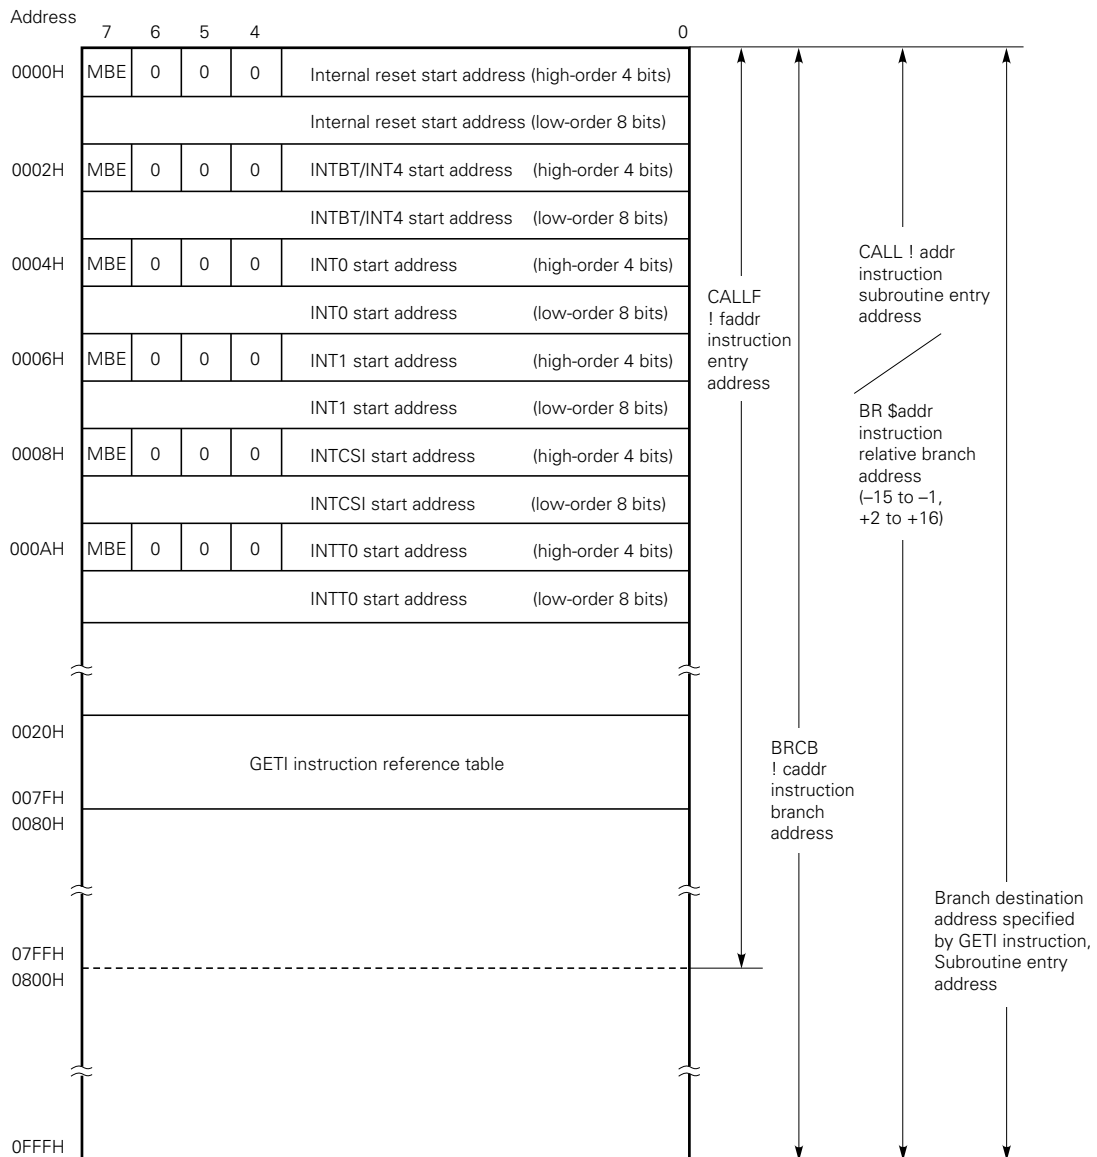 Address
7 6 5 4 0
0000H MBE 0 0 0 Internal reset start address (high-order 4 bits)
Internal reset start address (low-order 8 bits)
0002H MBE 0 0 0 INTBT/INT4 start address (high-order 4 bits)
INTBT/INT4 start address (low-order 8 bits)
0004H MBE 0 0 0 INT0 start address (high-order 4 bits)
INT0 start address (low-order 8 bits)
0006H MBE 0 0 0 INT1 start address (high-order 4 bits)
INT1 start address (low-order 8 bits)
0008H MBE 0 0 0 INTCSI start address (high-order 4 bits)
INTCSI start address (low-order 8 bits)
000AH MBE 0 0 0 INTT0 start address (high-order 4 bits)
INTT0 start address (low-order 8 bits)
0020H
GETI instruction reference table
007FH
0080H
07FFH
0800H
0FFFH
CALLF
! faddr
instruction
entry
address
BRCB
! caddr
instruction
branch
address
CALL ! addr
instruction
subroutine entry
address
BR $addr
instruction
relative branch
address
(–15 to –1,
+2 to +16)
Branch destination
address specified
by GETI instruction,
Subroutine entry
address